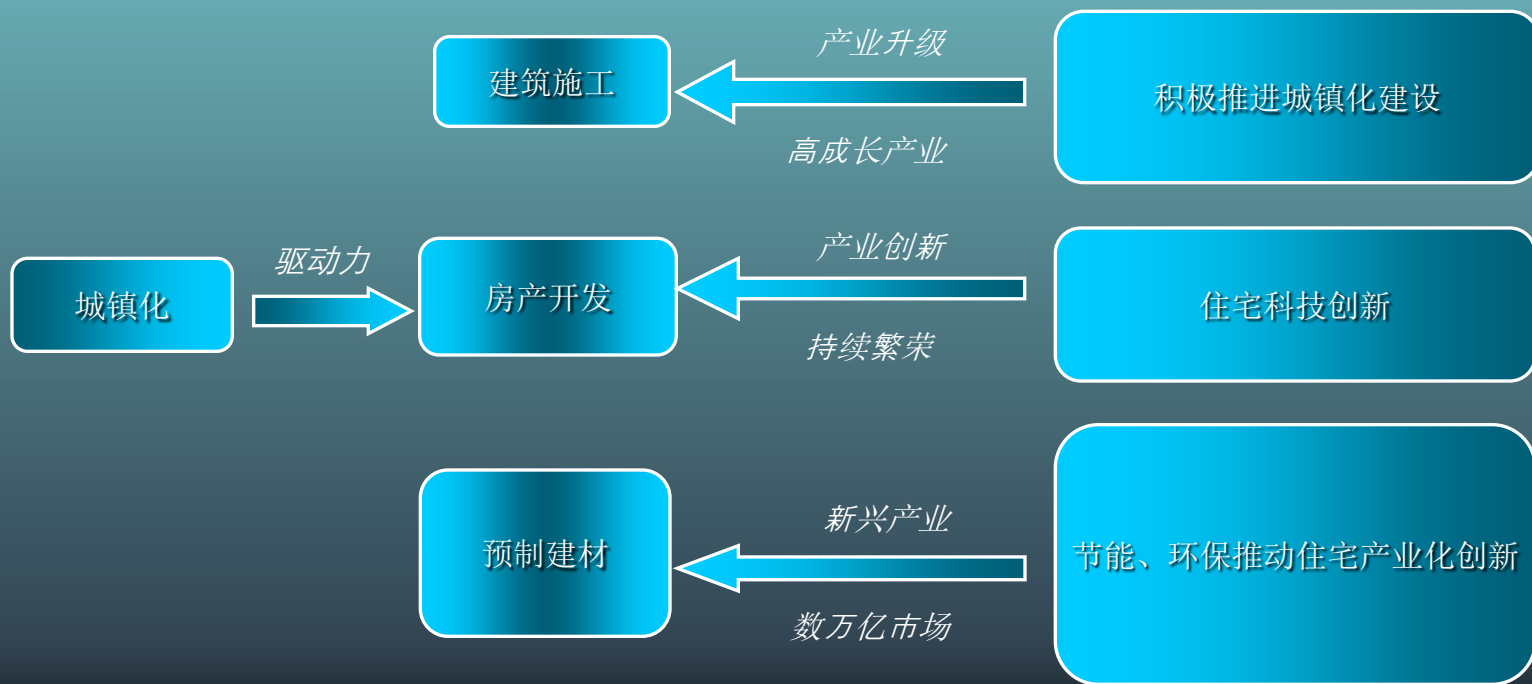 产业升级
建筑施工
积极推进城镇化建设
高成长产业
产业创新
驱动力
城镇化
房产开发
住宅科技创新
持续繁荣
新兴产业
预制建材
节能、环保推动住宅产业化创新
数万亿市场